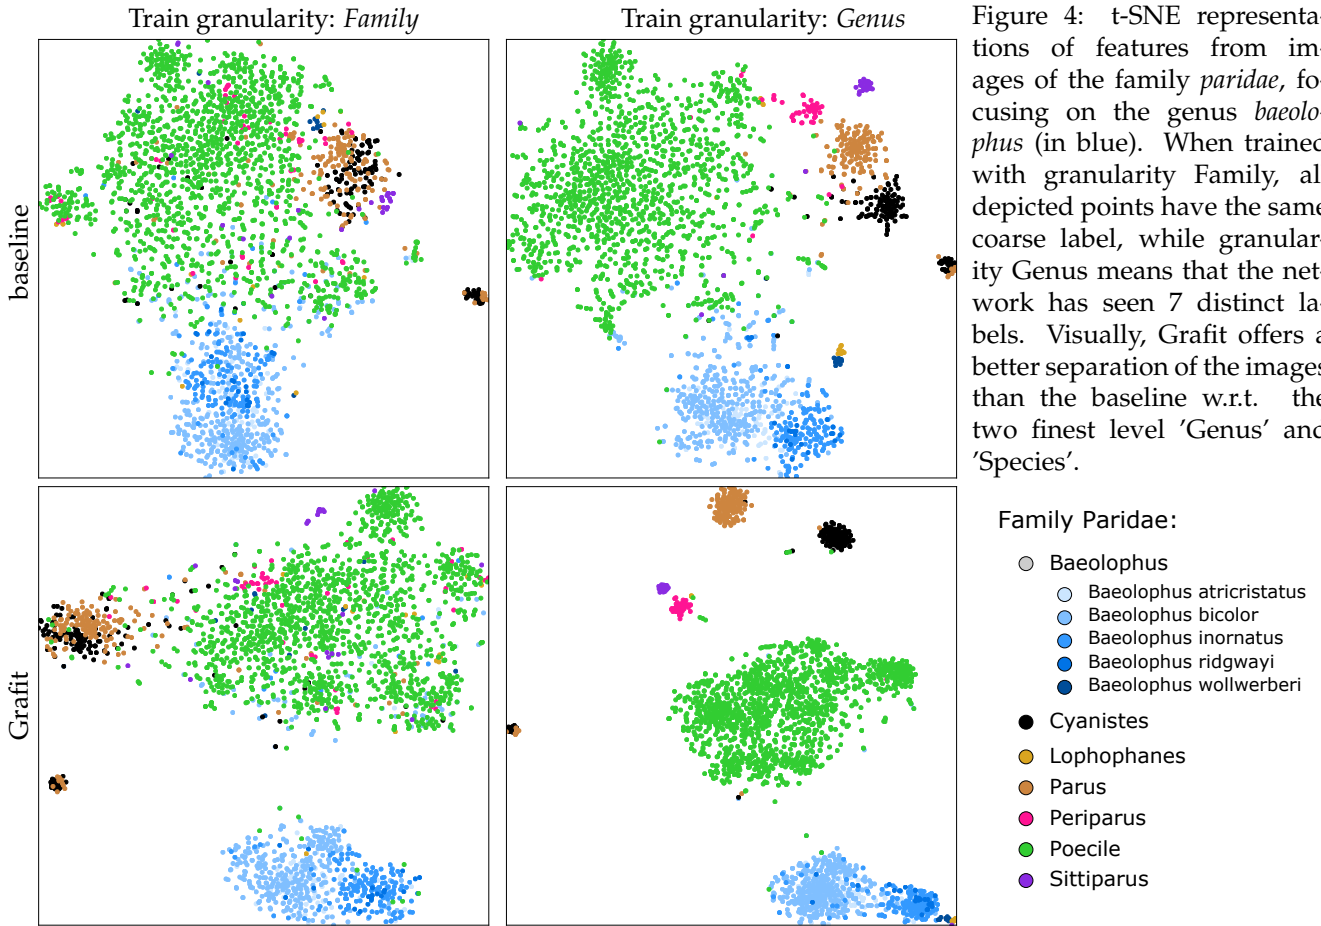 Train granularity: Family
Train granularity: Genus
baseline
Grafit
Figure 4: t-SNE representa-
tions of features from im-
ages of the family paridae, fo-
cusing on the genus baeolo-
phus (in blue). When trained
with granularity Family, al
depicted points have the same
coarse label, while granular-
ity Genus means that the net-
work has seen 7 distinct la-
bels. Visually, Grafit offers a
better separation of the images
than the baseline w.r.t. the
two finest level 'Genus' and
'Species'.
Family Paridae:
Baeolophus
Baeolophus atricristatus
Baeolophus bicolor
Baeolophus inornatus
Baeolophus ridgwayi
Baeolophus wollwerberi
Cyanistes
Lophophanes
Parus
Periparus
Poecile
Sittiparus